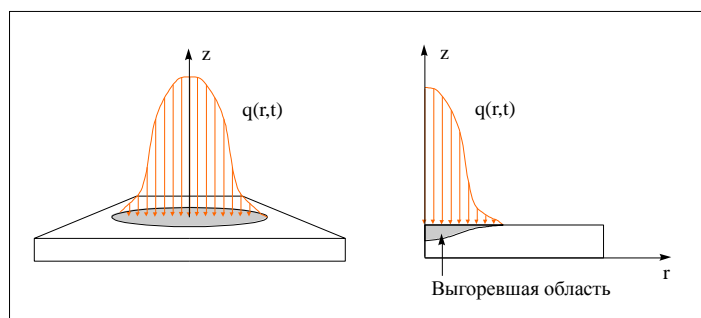 z
q(r,t)
z
q(r,t)
r
Выгоревшая область